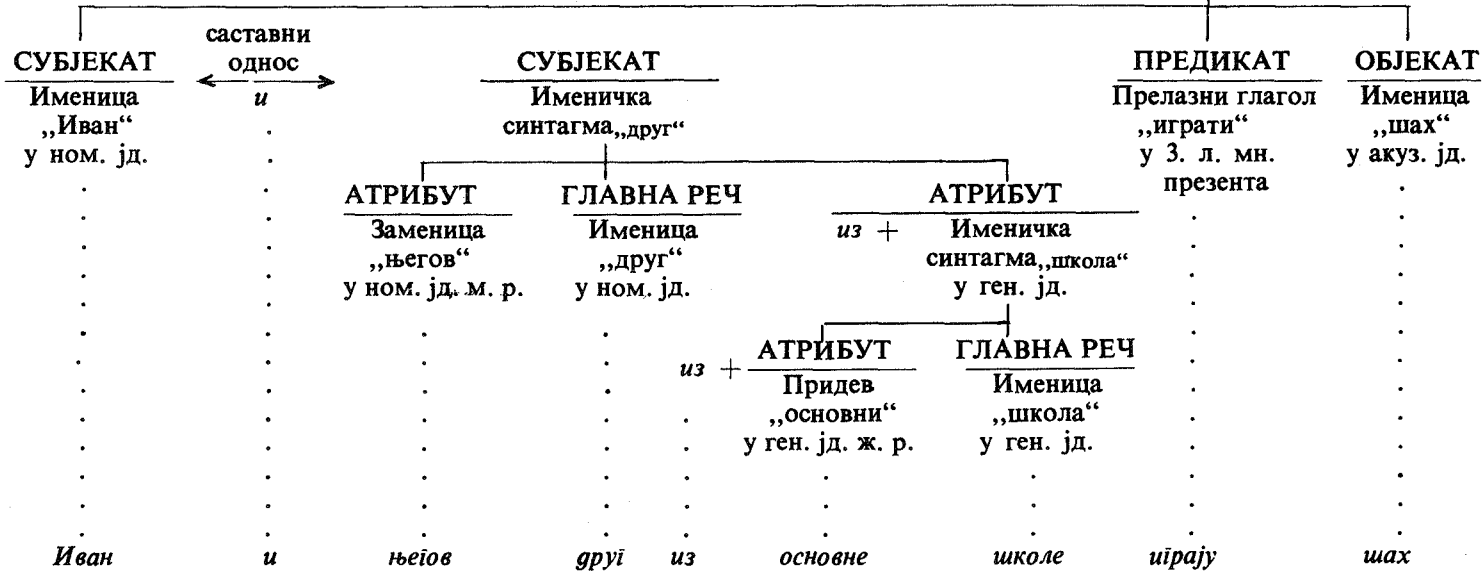 саставни
СУБЈЕКАТ однос СУБЈЕКАТ ПРЕДИКАТ ОБЈЕКАТ
Именица и Именичка Прелазни глагол Именица
„Иван“ синтагма „друг“ „играти“ „шах“
у ном. јд. у 3. л. мн. у акуз. јд.
презента
АТРИБУТ ГЛАВНА РЕЧ АТРИБУТ
Заменица Именица из + Именичка
„његов“ „друг“ синтагма „школа“
у ном. јд. м. р. у ном. јд. у ген. јд.
из + АТРИБУТ ГЛАВНА РЕЧ
Придев Именица
„основни“ „школа“
у ген. јд. ж. р. у ген. јд.
Иван и његов друг из основне школе играју шах